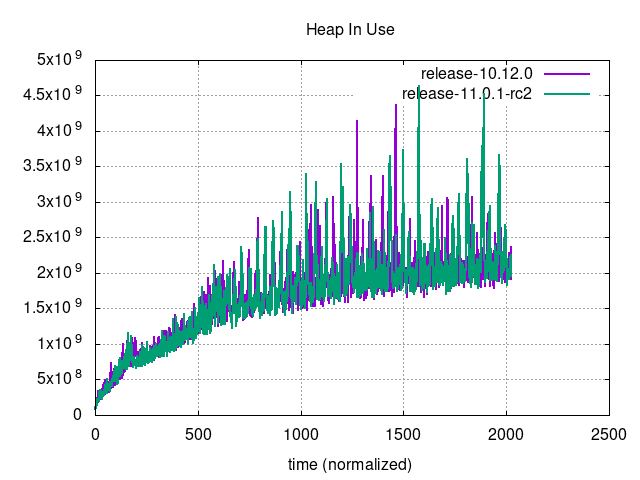 Heap In Use
5x10^9
4.5x10^9
4x10^9
3.5x10^9
3x10^9
2.5x10^9
2x10^9
1.5x10^9
1x10^9
5x10^8
0
release-10.12.0
release-11.0.1-rc2
0 500 1000 1500 2000 2500
time (normalized)